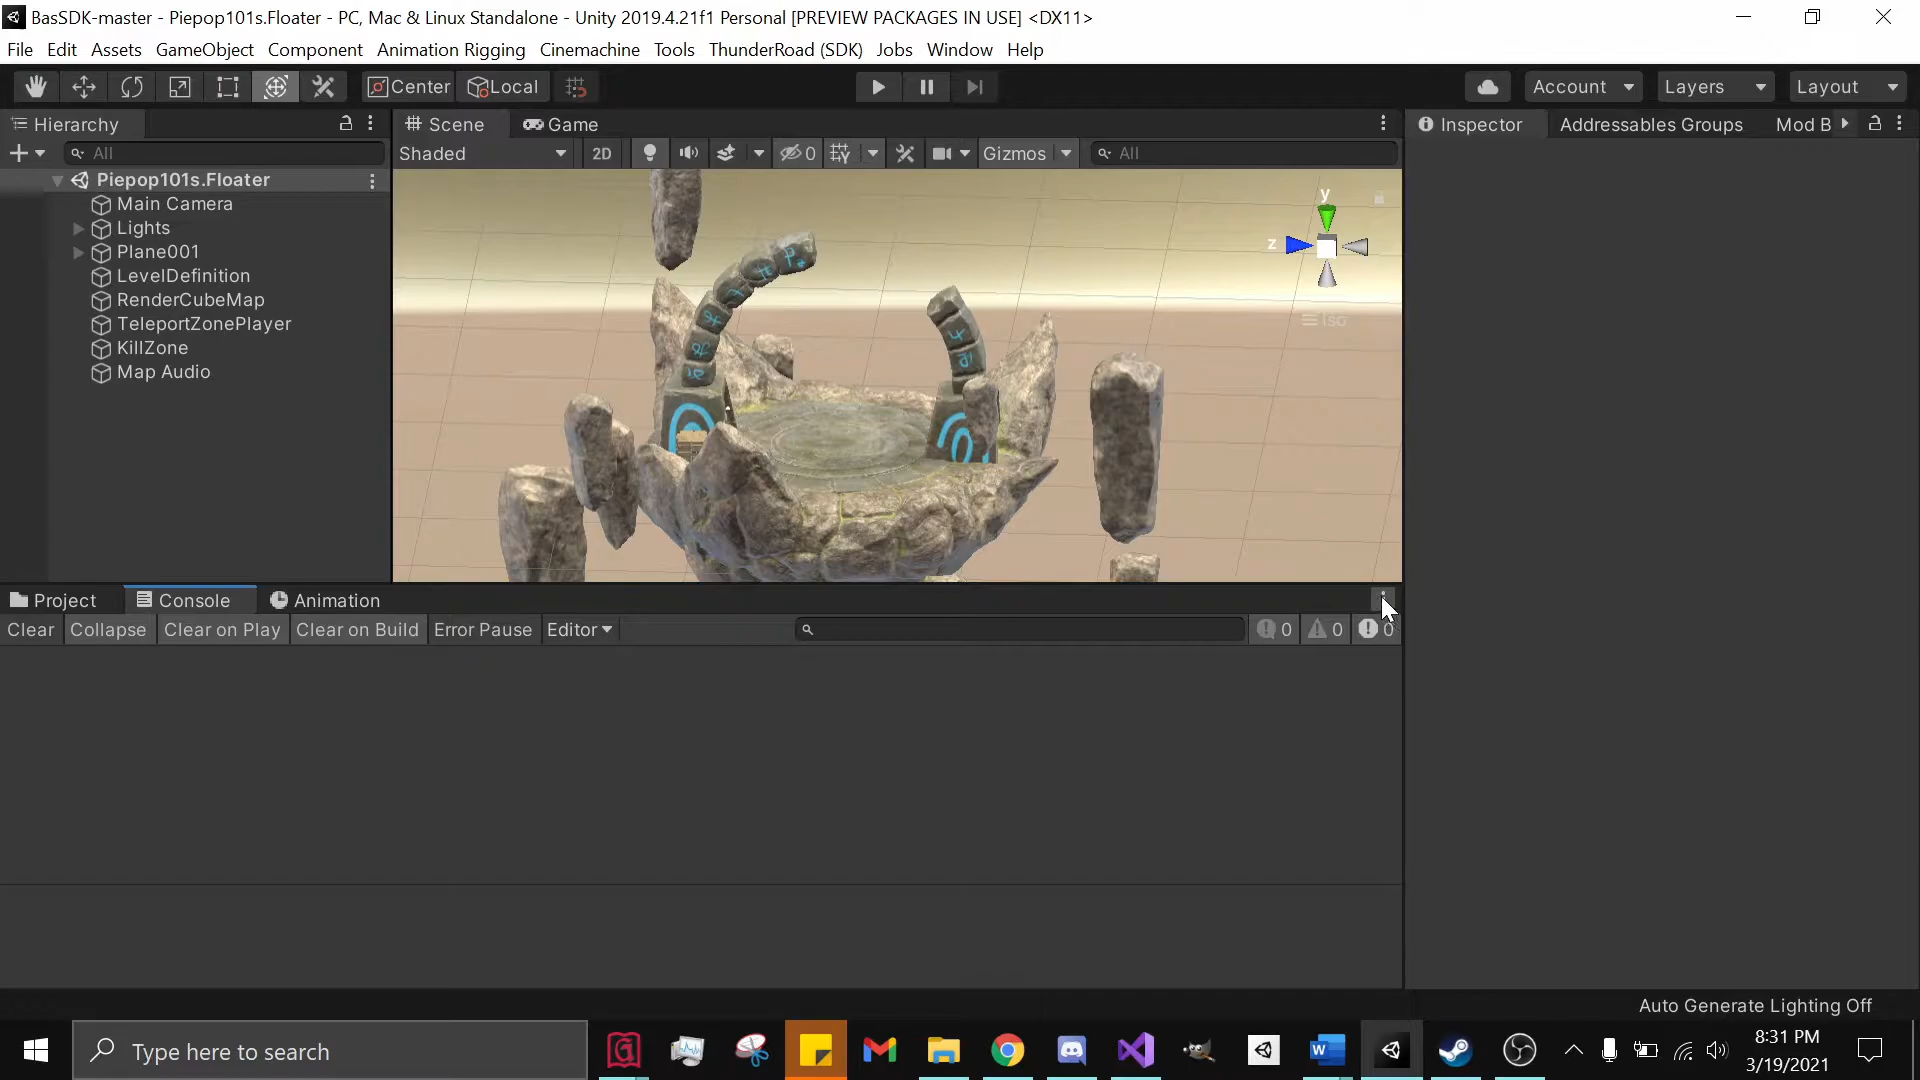 BasSDK-master - Piepop101s.Floater - PC, Mac & Linux Standalone - Unity 2019.4.21f1 Personal [PREVIEW PACKAGES IN USE] <DX11>
File Edit Assets GameObject Component Animation Rigging Cinemachine Tools ThunderRoad (SDK) Jobs Window Help
Center Local Account Layers Layout
Hierarchy Scene Game Inspector Addressables Groups Mod B
All Shaded 2D 0 Gizmos All
Piepop101s.Floater
Main Camera
Lights
Plane001
LevelDefinition
RenderCubeMap
TeleportZonePlayer
KillZone
Map Audio
y
z
Iso
Project Console Animation
Clear Collapse Clear on Play Clear on Build Error Pause Editor 0 0 0
Auto Generate Lighting Off
Type here to search
8:31 PM
3/19/2021